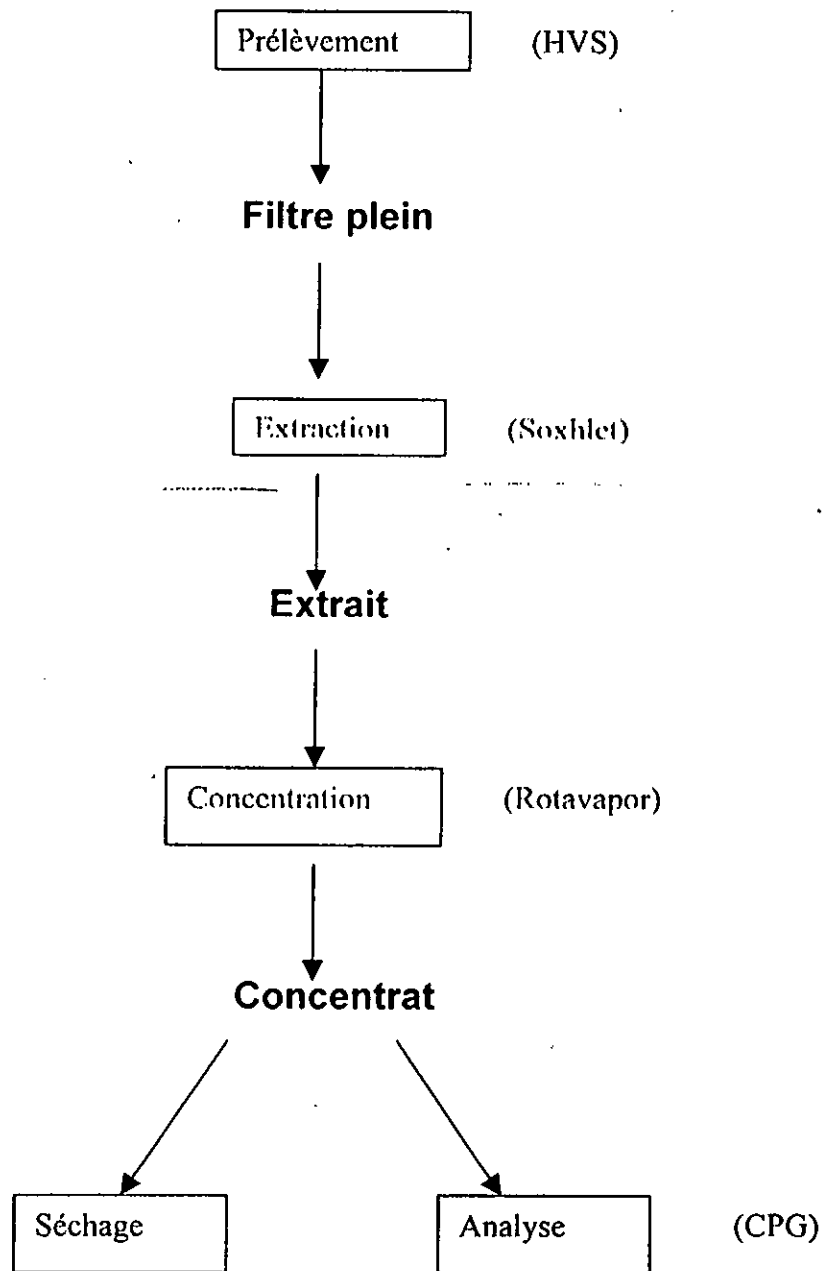 Prélèvement (HVS)
Filtre plein
Extraction (Soxhlet)
Extrait
Concentration (Rotavapor)
Concentrat
Séchage Analyse (CPG)